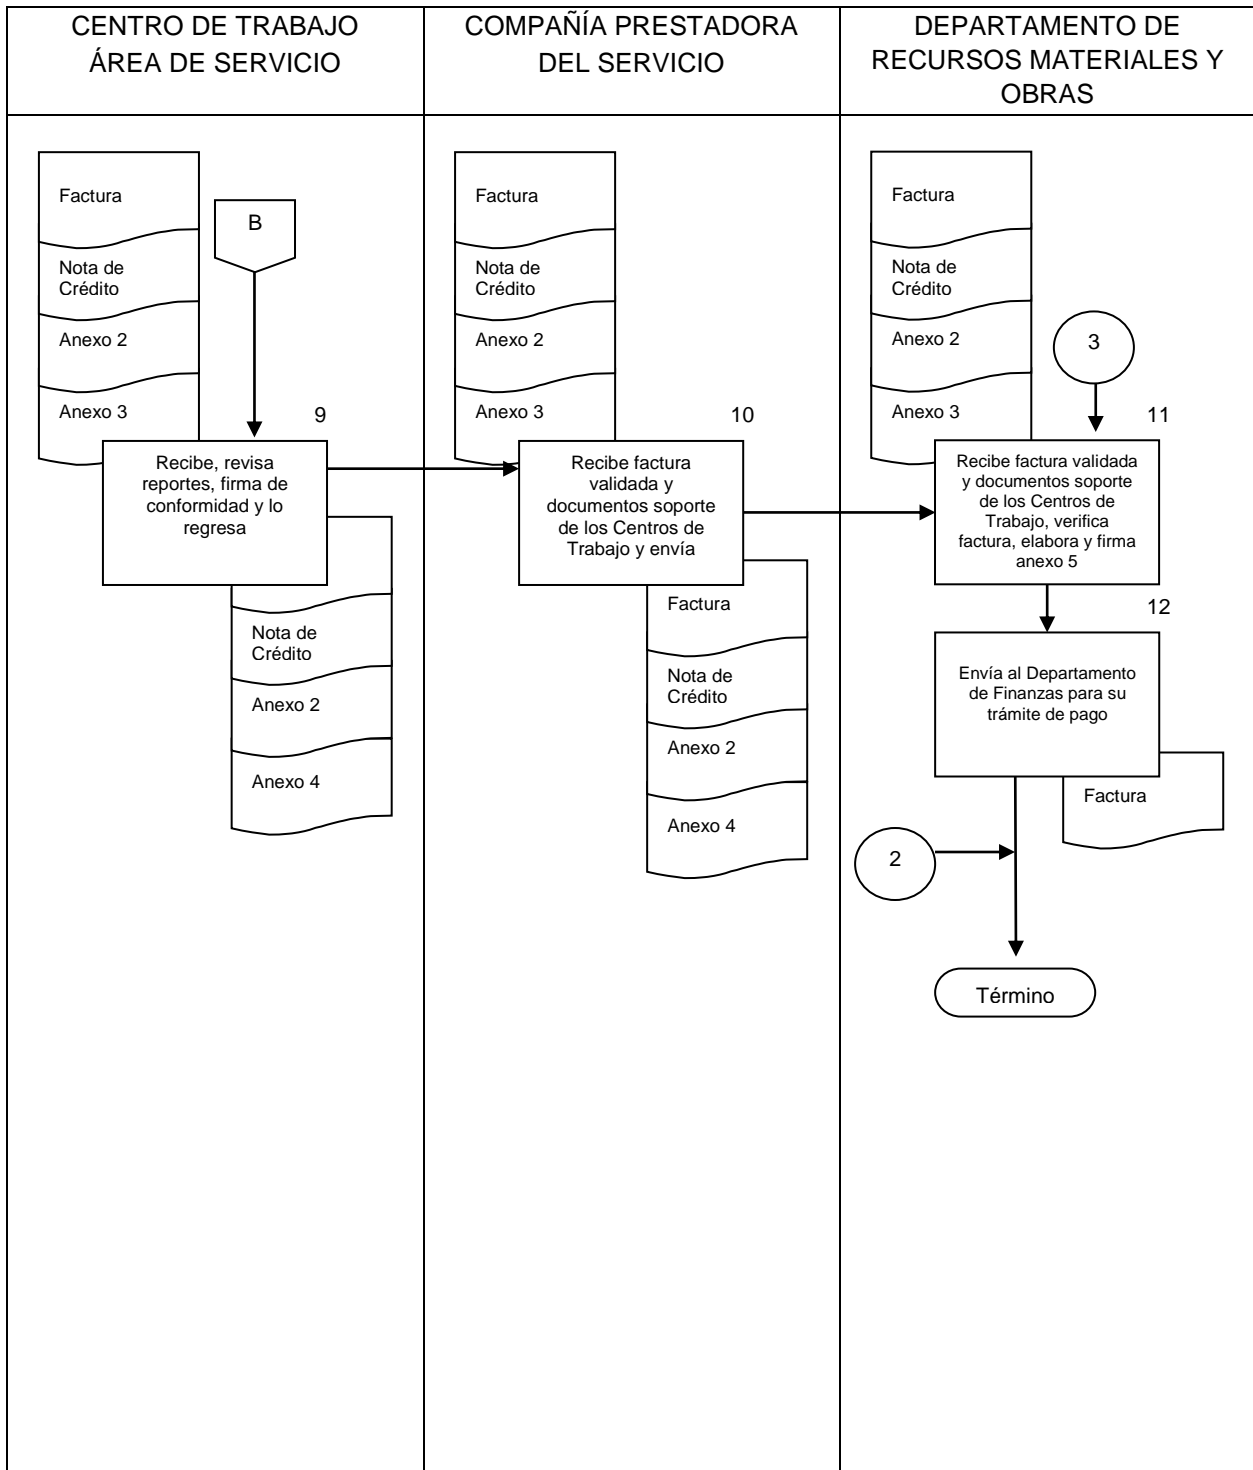 CENTRO DE TRABAJO
ÁREA DE SERVICIO
COMPAÑÍA PRESTADORA
DEL SERVICIO
DEPARTAMENTO DE
RECURSOS MATERIALES Y
OBRAS
Factura
B
Nota de
Crédito
Anexo 2
Anexo 3
9
Recibe, revisa
reportes, firma de
conformidad y lo
regresa
Nota de
Crédito
Anexo 2
Anexo 4
Factura
Nota de
Crédito
Anexo 2
Anexo 3
10
Recibe factura
validada y
documentos soporte
de los Centros de
Trabajo y envía
Factura
Nota de
Crédito
Anexo 2
Anexo 4
Factura
Nota de
Crédito
Anexo 2
3
Anexo 3
11
Recibe factura validada
y documentos soporte
de los Centros de
Trabajo, verifica
factura, elabora y firma
anexo 5
12
Envía al Departamento
de Finanzas para su
trámite de pago
Factura
2
Término